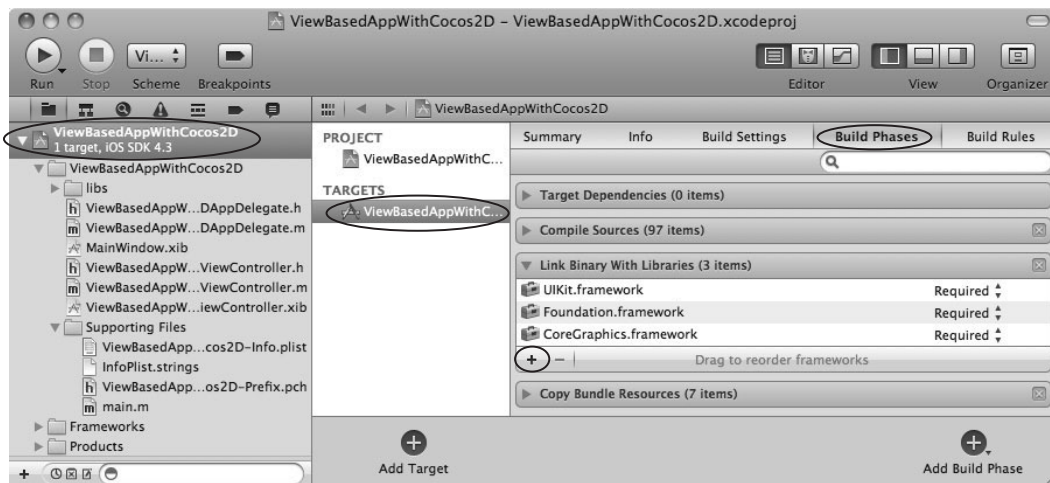 ViewBasedAppWithCocos2D – ViewBasedAppWithCocos2D.xcodeproj
Vi...
Run Stop Scheme Breakpoints Editor View Organizer
ViewBasedAppWithCocos2D
ViewBasedAppWithCocos2D
1 target, iOS SDK 4.3
ViewBasedAppWithCocos2D
libs
h ViewBasedAppW...DAppDelegate.h
m ViewBasedAppW...DAppDelegate.m
MainWindow.xib
h ViewBasedAppW...ViewController.h
m ViewBasedAppW...ViewController.m
ViewBasedAppW...iewController.xib
Supporting Files
ViewBasedApp...cos2D-Info.plist
InfoPlist.strings
h ViewBasedApp...os2D-Prefix.pch
m main.m
Frameworks
Products
PROJECT
ViewBasedAppWithC...
TARGETS
ViewBasedAppWithC...
Summary Info Build Settings Build Phases Build Rules
Target Dependencies (0 items)
Compile Sources (97 items)
Link Binary With Libraries (3 items)
UIKit.framework Required
Foundation.framework Required
CoreGraphics.framework Required
+ – Drag to reorder frameworks
Copy Bundle Resources (7 items)
Add Target Add Build Phase